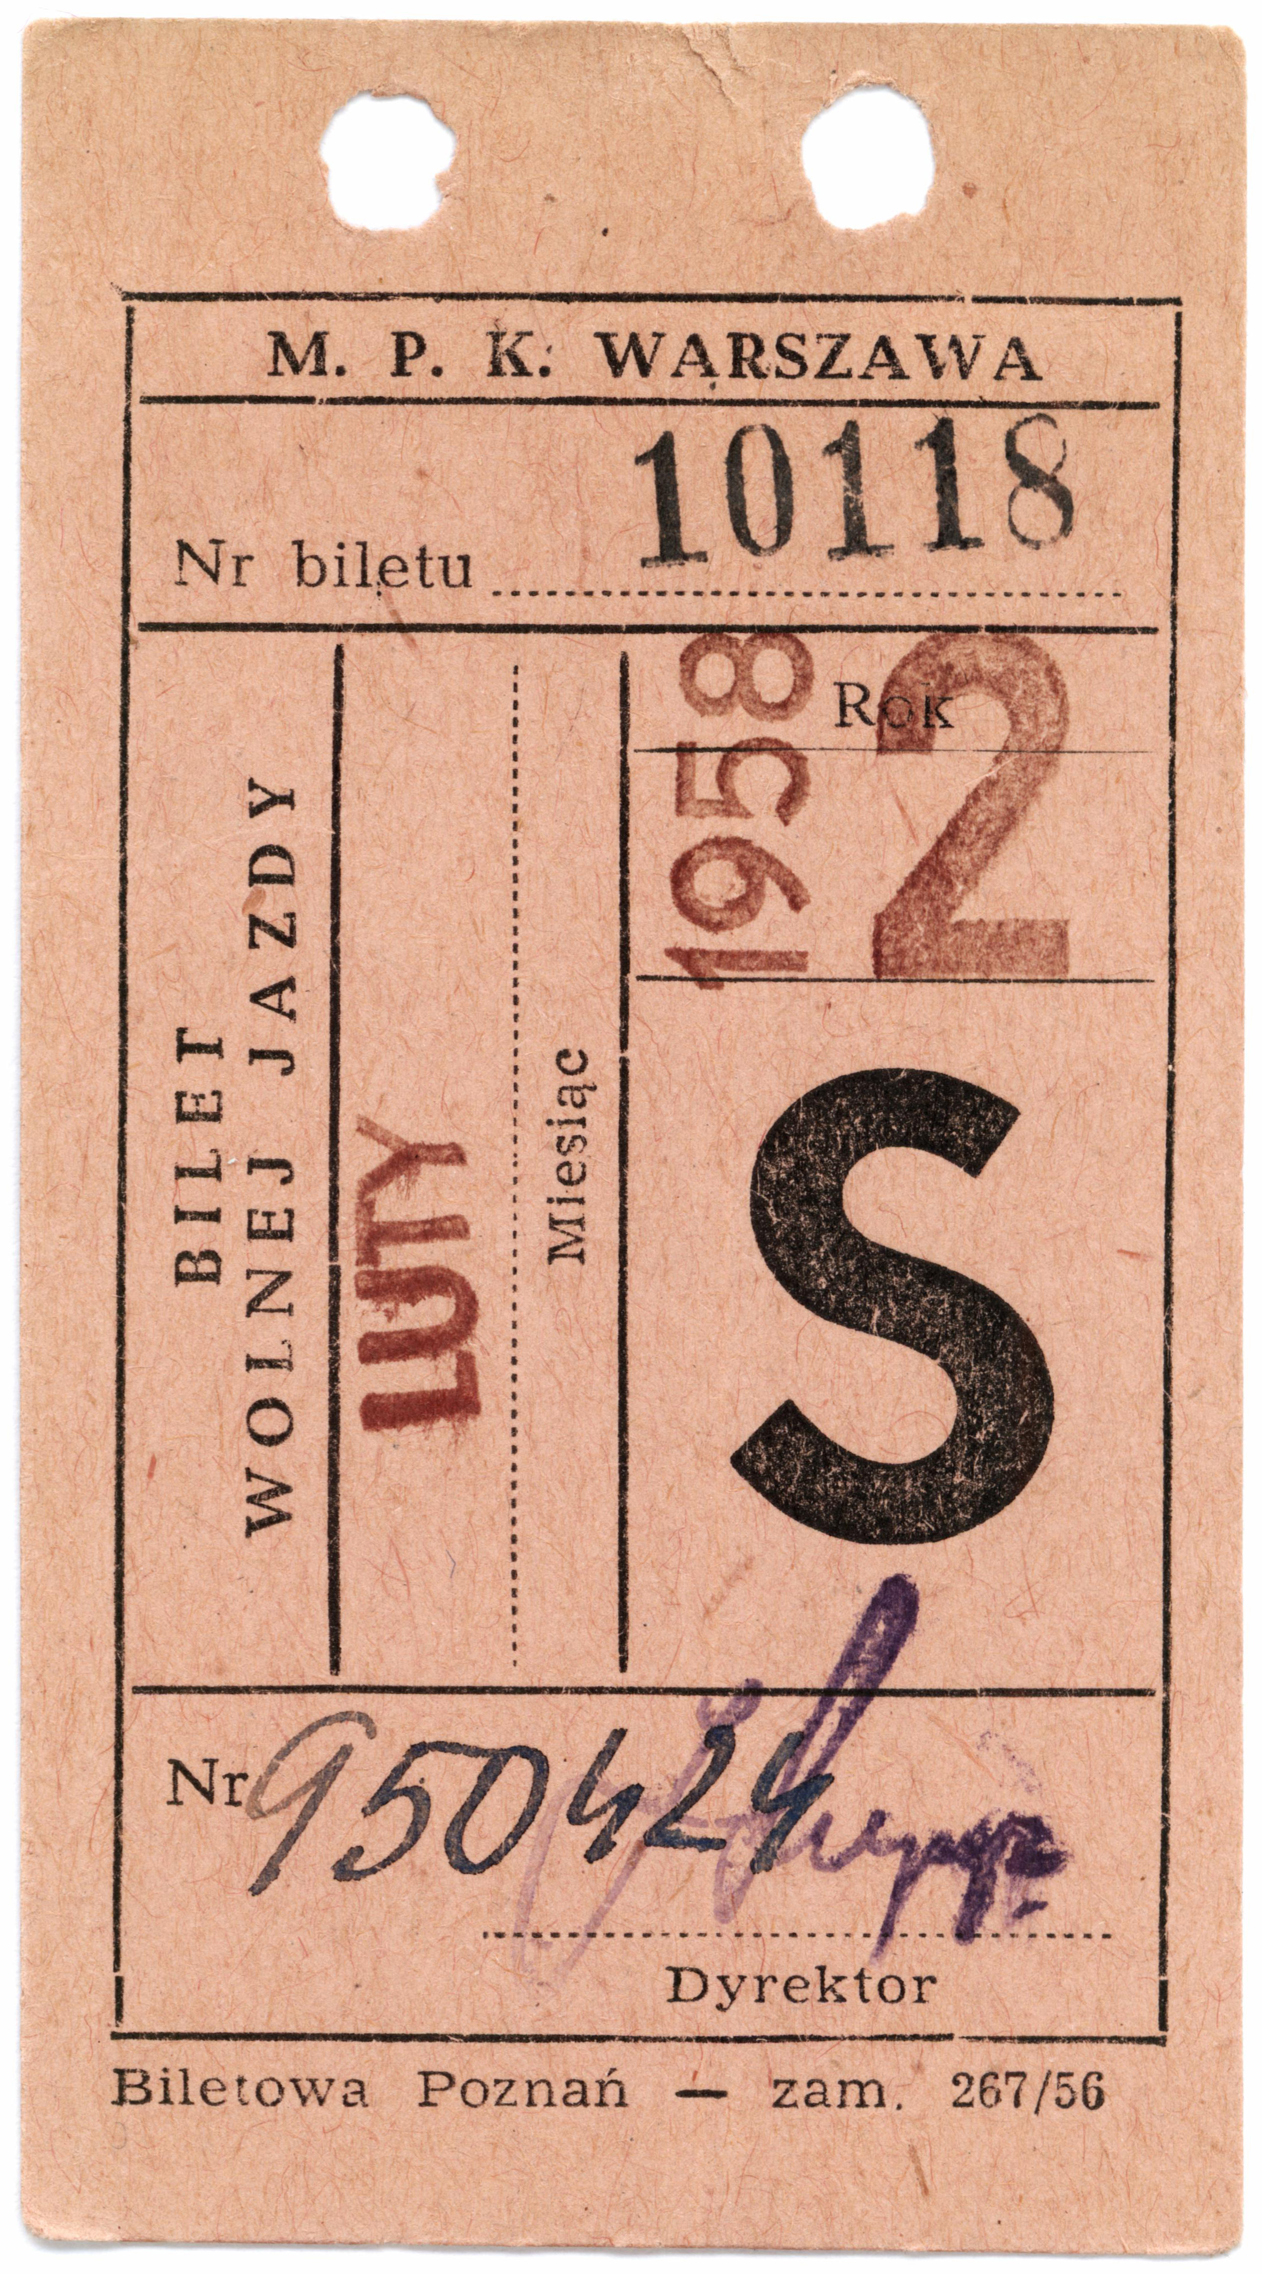 M. P. K. WARSZAWA
10118
Nr biletu
BILET
WOLNEJ JAZDY
LUTY
Miesiąc
Rok
1958
2
S
Nr 950424
Dyrektor
Biletowa Poznań — zam. 267/56